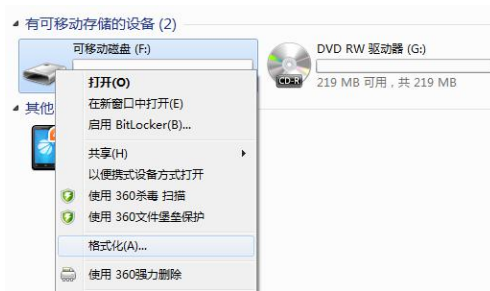 有可移动存储的设备 (2)
可移动磁盘 (F:)
DVD RW 驱动器 (G:)
CD-R
219 MB 可用 , 共 219 MB
打开(O)
在新窗口中打开(E)
启用 BitLocker(B)...
其他
共享(H)
以便携式设备方式打开
使用 360杀毒 扫描
使用 360文件堡垒保护
格式化(A)...
使用 360强力删除